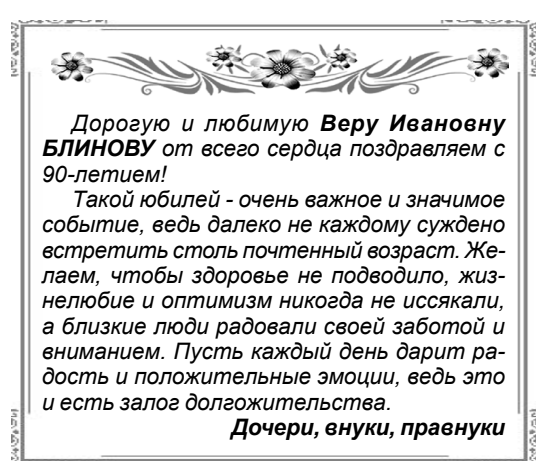 Дорогую и любимую Веру Ивановну
БЛИНОВУ от всего сердца поздравляем с
90-летием!
Такой юбилей - очень важное и значимое
событие, ведь далеко не каждому суждено
встретить столь почтенный возраст. Же-
лаем, чтобы здоровье не подводило, жиз-
нелюбие и оптимизм никогда не иссякали,
а близкие люди радовали своей заботой и
вниманием. Пусть каждый день дарит ра-
дость и положительные эмоции, ведь это
и есть залог долгожительства.
Дочери, внуки, правнуки